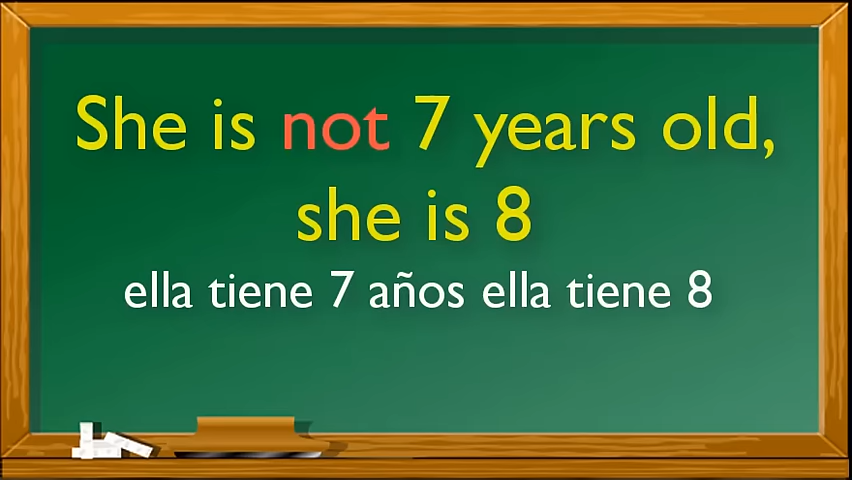 She is not 7 years old,
she is 8
ella tiene 7 años ella tiene 8